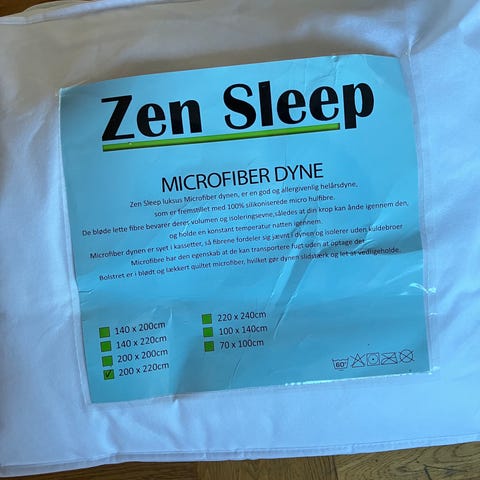 Zen Sleep
MICROFIBER DYNE
Zen Sleep luksus Microfiber dynen, er en god og allergivenlig helårsdyne,
som er fremstillet med 100% silikoniserede micro hulfibre.
De bløde lette fibre bevarer deres volumen og isoleringsevne, således at din krop kan ånde igennem den,
og holde en konstant temperatur natten igennem.
Microfiber dynen er syet i kassetter, så fibrene fordeler sig jævnt i dynen og isolerer uden kuldebroer
Microfibre har den egenskab at de kan transportere fugt uden at optage det.
Bolstret er i blødt og lækkert quiltet microfiber, hvilket gør dynen slidstærk og let at vedligeholde
140 x 200cm
140 x 220cm
200 x 200cm
200 x 220cm
220 x 240cm
100 x 140cm
70 x 100cm
60°